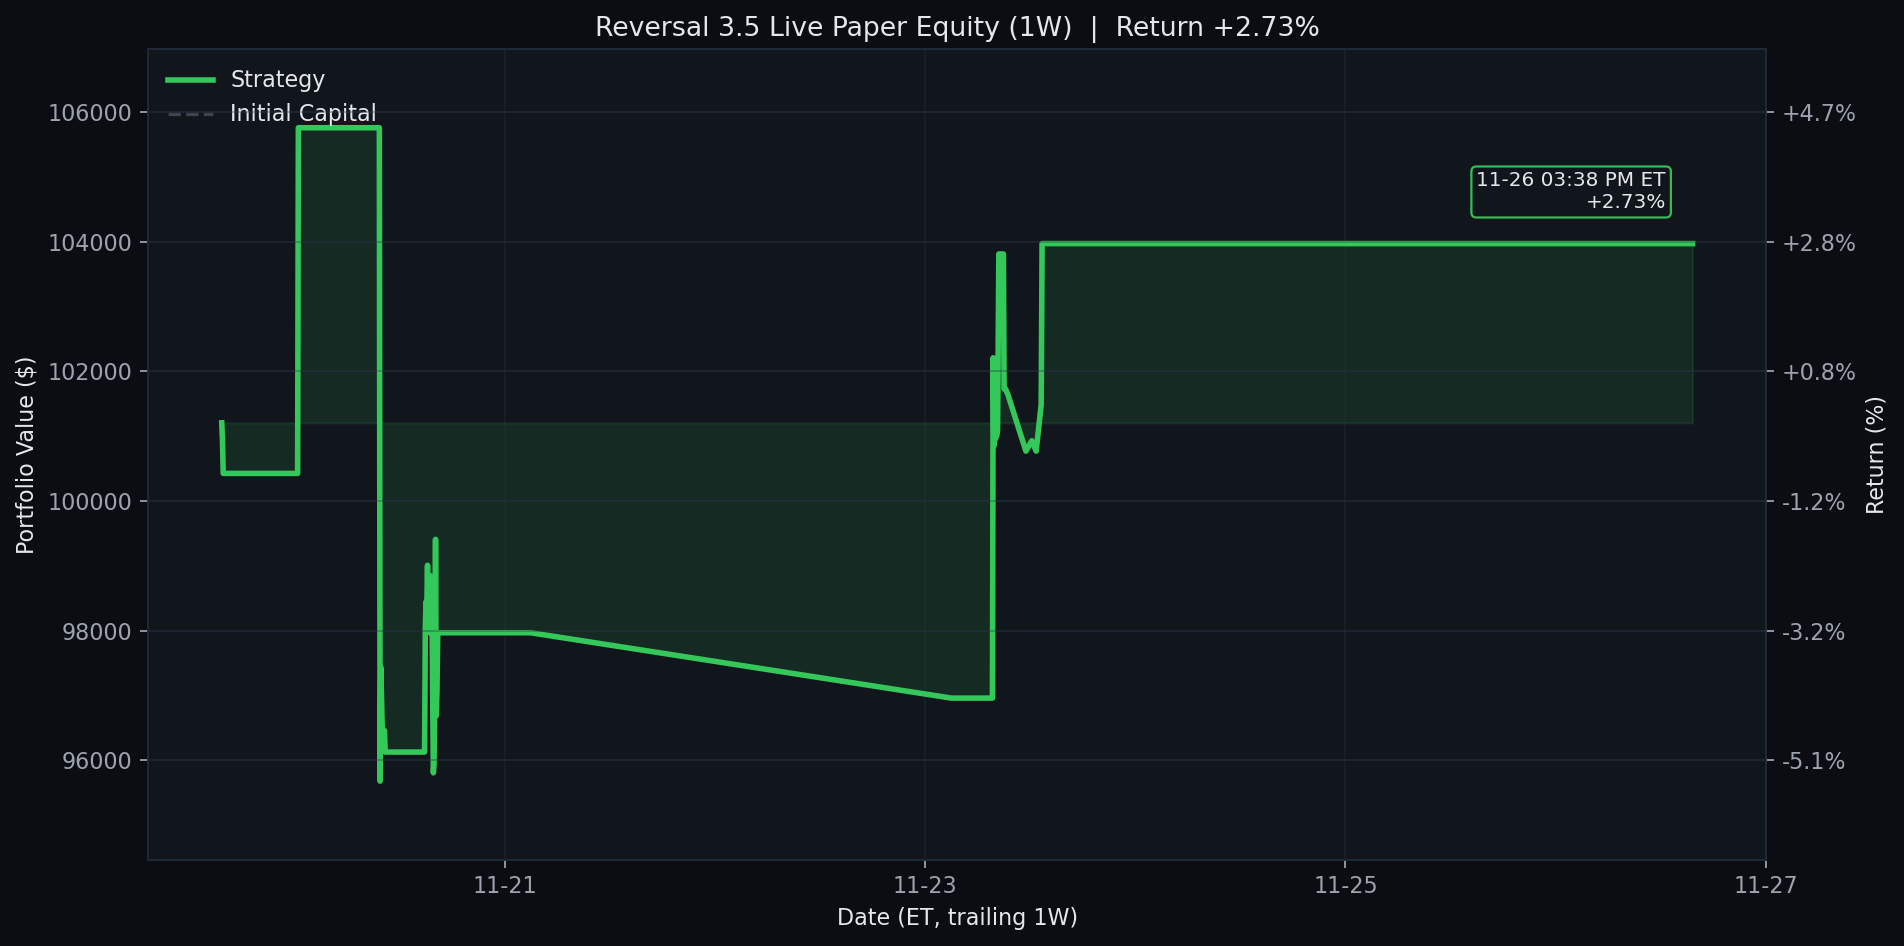 Reversal 3.5 Live Paper Equity (1W)  |  Return +2.73%
Strategy
Initial Capital
106000
104000
102000
100000
98000
96000
Portfolio Value ($)
+4.7%
+2.8%
+0.8%
-1.2%
-3.2%
-5.1%
Return (%)
11-26 03:38 PM ET
+2.73%
11-21
11-23
11-25
11-27
Date (ET, trailing 1W)